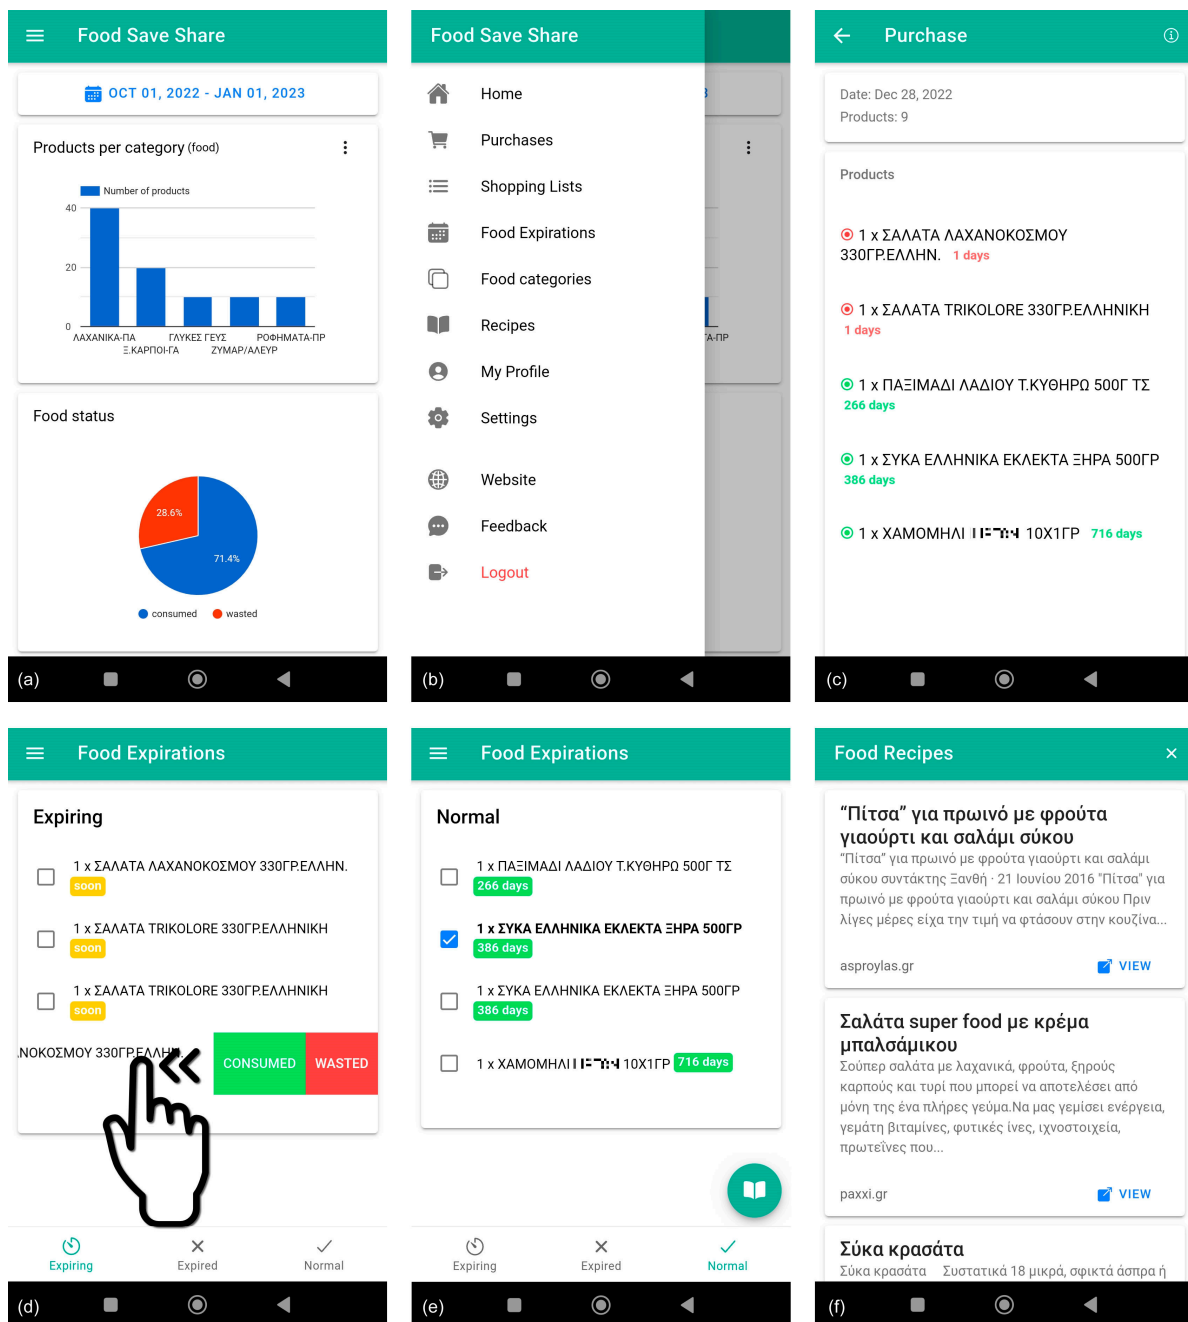 Food Save Share
OCT 01, 2022 - JAN 01, 2023
Products per category (food)
Number of products
40
20
0
ΛΑΧΑΝΙΚΑ-ΠΑ
ΓΛΥΚΕΣ ΓΕΥΣ
ΡΟΦΗΜΑΤΑ-ΠΡ
Ξ.ΚΑΡΠΟΙ-ΓΑ
ΖΥΜΑΡ/ΑΛΕΥΡ
Food status
28.6%
71.4%
consumed
wasted
(a)
Food Save Share
3
Home
Purchases
Shopping Lists
Food Expirations
Food categories
Recipes
Α-ΠΡ
My Profile
Settings
Website
Feedback
Logout
(b)
Purchase
Date: Dec 28, 2022
Products: 9
Products
1 x ΣΑΛΑΤΑ ΛΑΧΑΝΟΚΟΣΜΟΥ
330ΓΡ.ΕΛΛΗΝ. 1 days
1 x ΣΑΛΑΤΑ TRIKOLORE 330ΓΡ.ΕΛΛΗΝΙΚΗ
1 days
1 x ΠΑΞΙΜΑΔΙ ΛΑΔΙΟΥ Τ.ΚΥΘΗΡΩ 500Γ ΤΣ
266 days
1 x ΣΥΚΑ ΕΛΛΗΝΙΚΑ ΕΚΛΕΚΤΑ ΞΗΡΑ 500ΓΡ
386 days
1 x ΧΑΜΟΜΗΛΙ 10Χ1ΓΡ 716 days
(c)
Food Expirations
Expiring
1 x ΣΑΛΑΤΑ ΛΑΧΑΝΟΚΟΣΜΟΥ 330ΓΡ.ΕΛΛΗΝ.
soon
1 x ΣΑΛΑΤΑ TRIKOLORE 330ΓΡ.ΕΛΛΗΝΙΚΗ
soon
1 x ΣΑΛΑΤΑ TRIKOLORE 330ΓΡ.ΕΛΛΗΝΙΚΗ
soon
ΝΟΚΟΣΜΟΥ 330ΓΡ.ΕΛΛΗΝ. CONSUMED WASTED
Expiring
Expired
Normal
(d)
Food Expirations
Normal
1 x ΠΑΞΙΜΑΔΙ ΛΑΔΙΟΥ Τ.ΚΥΘΗΡΩ 500Γ ΤΣ
266 days
1 x ΣΥΚΑ ΕΛΛΗΝΙΚΑ ΕΚΛΕΚΤΑ ΞΗΡΑ 500ΓΡ
386 days
1 x ΣΥΚΑ ΕΛΛΗΝΙΚΑ ΕΚΛΕΚΤΑ ΞΗΡΑ 500ΓΡ
386 days
1 x ΧΑΜΟΜΗΛΙ 10Χ1ΓΡ 716 days
Expiring
Expired
Normal
(e)
Food Recipes
“Πίτσα” για πρωινό με φρούτα
γιαούρτι και σαλάμι σύκου
“Πίτσα” για πρωινό με φρούτα γιαούρτι και σαλάμι
σύκου συντάκτης Ξανθή · 21 Ιουνίου 2016 "Πίτσα" για
πρωινό με φρούτα γιαούρτι και σαλάμι σύκου Πριν
λίγες μέρες είχα την τιμή να φτάσουν στην κουζίνα...
asproylas.gr
VIEW
Σαλάτα super food με κρέμα
μπαλσάμικου
Σούπερ σαλάτα με λαχανικά, φρούτα, ξηρούς
καρπούς και τυρί που μπορεί να αποτελέσει από
μόνη της ένα πλήρες γεύμα.Να μας γεμίσει ενέργεια,
γεμάτη βιταμίνες, φυτικές ίνες, ιχνοστοιχεία,
πρωτεΐνες που...
paxxi.gr
VIEW
Σύκα κρασάτα
Σύκα κρασάτα Συστατικά 18 μικρά, σφικτά άσπρα ή
(f)